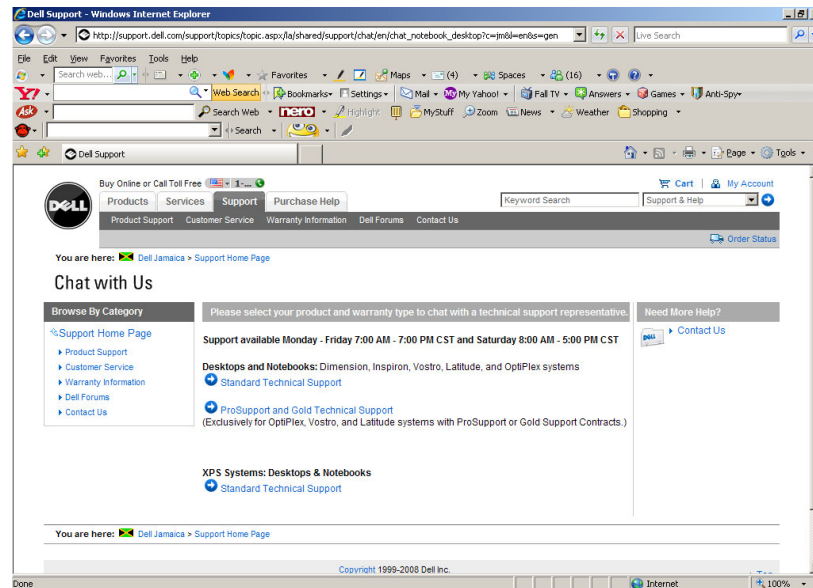 Dell Support - Windows Internet Explorer
http://support.dell.com/support/topics/topic.aspx/la/shared/support/chat/en/chat_notebook_desktop?c=jm&l=en&s=gen
Live Search
File Edit View Favorites Tools Help
Search web... Favorites Maps (4) Spaces (16)
Y7 Web Search Bookmarks Settings Mail My Yahoo! Fall TV Answers Games Anti-Spy
Ask Search Web nero Highlight MyStuff Zoom News Weather Shopping
Search
Dell Support Page Tools
Buy Online or Call Toll Free 1-... Cart | My Account
DELL Products Services Support Purchase Help Keyword Search Support & Help
Product Support Customer Service Warranty Information Dell Forums Contact Us
Order Status
You are here: Dell Jamaica > Support Home Page
Chat with Us
Browse By Category
Support Home Page
Product Support
Customer Service
Warranty Information
Dell Forums
Contact Us
Please select your product and warranty type to chat with a technical support representative.
Support available Monday - Friday 7:00 AM - 7:00 PM CST and Saturday 8:00 AM - 5:00 PM CST
Desktops and Notebooks: Dimension, Inspiron, Vostro, Latitude, and OptiPlex systems
Standard Technical Support
ProSupport and Gold Technical Support
(Exclusively for OptiPlex, Vostro, and Latitude systems with ProSupport or Gold Support Contracts.)
XPS Systems: Desktops & Notebooks
Standard Technical Support
Need More Help?
DELL Contact Us
You are here: Dell Jamaica > Support Home Page
Copyright 1999-2008 Dell Inc.
Done Internet 100%